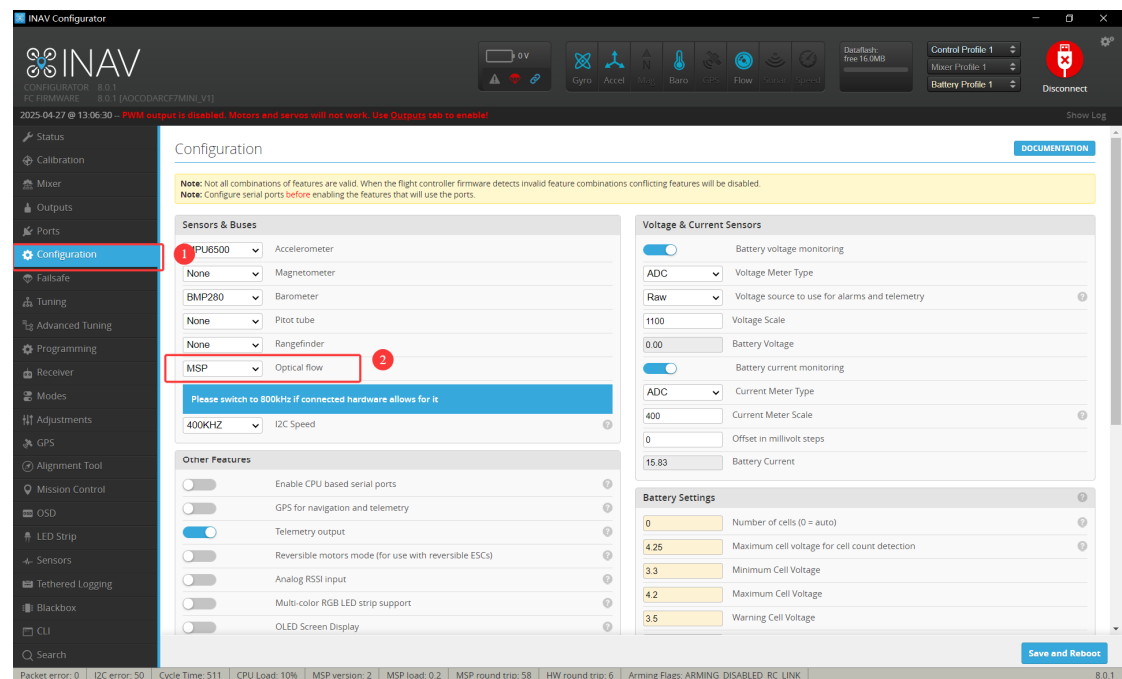 INAV Configurator
INAV
CONFIGURATOR 8.0.1
FC FIRMWARE 8.0.1 [AOCODARCF7MINI_V1]
0 V
Gyro Accel Mag Baro GPS Flow Sonar Speed
Dataflash:
free 16.0MB
Control Profile 1
Mixer Profile 1
Battery Profile 1
Disconnect
2025-04-27 @ 13:06:30 -- PWM output is disabled. Motors and servos will not work. Use Outputs tab to enable!
Show Log
Status
Calibration
Mixer
Outputs
Ports
Configuration
Failsafe
Tuning
Advanced Tuning
Programming
Receiver
Modes
Adjustments
GPS
Alignment Tool
Mission Control
OSD
LED Strip
Sensors
Tethered Logging
Blackbox
CLI
Search
Configuration
DOCUMENTATION
Note: Not all combinations of features are valid. When the flight controller firmware detects invalid feature combinations conflicting features will be disabled.
Note: Configure serial ports before enabling the features that will use the ports.
Sensors & Buses
1
MPU6500 Accelerometer
None Magnetometer
BMP280 Barometer
None Pitot tube
None Rangefinder
2
MSP Optical flow
Please switch to 800kHz if connected hardware allows for it
400KHZ I2C Speed
Other Features
Enable CPU based serial ports
GPS for navigation and telemetry
Telemetry output
Reversible motors mode (for use with reversible ESCs)
Analog RSSI input
Multi-color RGB LED strip support
OLED Screen Display
Voltage & Current Sensors
Battery voltage monitoring
ADC Voltage Meter Type
Raw Voltage source to use for alarms and telemetry
1100 Voltage Scale
0.00 Battery Voltage
Battery current monitoring
ADC Current Meter Type
400 Current Meter Scale
0 Offset in millivolt steps
15.83 Battery Current
Battery Settings
0 Number of cells (0 = auto)
4.25 Maximum cell voltage for cell count detection
3.3 Minimum Cell Voltage
4.2 Maximum Cell Voltage
3.5 Warning Cell Voltage
Save and Reboot
Packet error: 0 I2C error: 50 Cycle Time: 511 CPU Load: 10% MSP version: 2 MSP load: 0.2 MSP round trip: 58 HW round trip: 6 Arming Flags: ARMING_DISABLED_RC_LINK 8.0.1